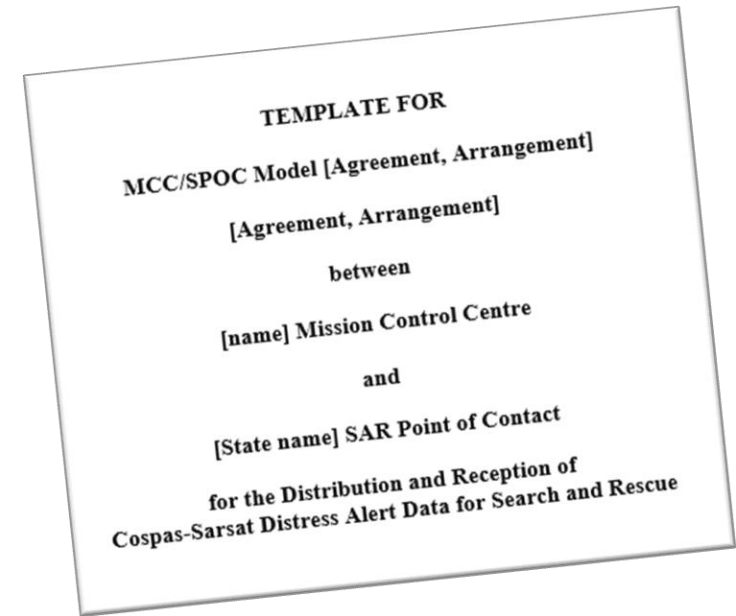 TEMPLATE FOR
MCC/SPOC Model [Agreement, Arrangement]
[Agreement, Arrangement]
between
[name] Mission Control Centre
and
[State name] SAR Point of Contact
for the Distribution and Reception of
Cospas-Sarsat Distress Alert Data for Search and Rescue